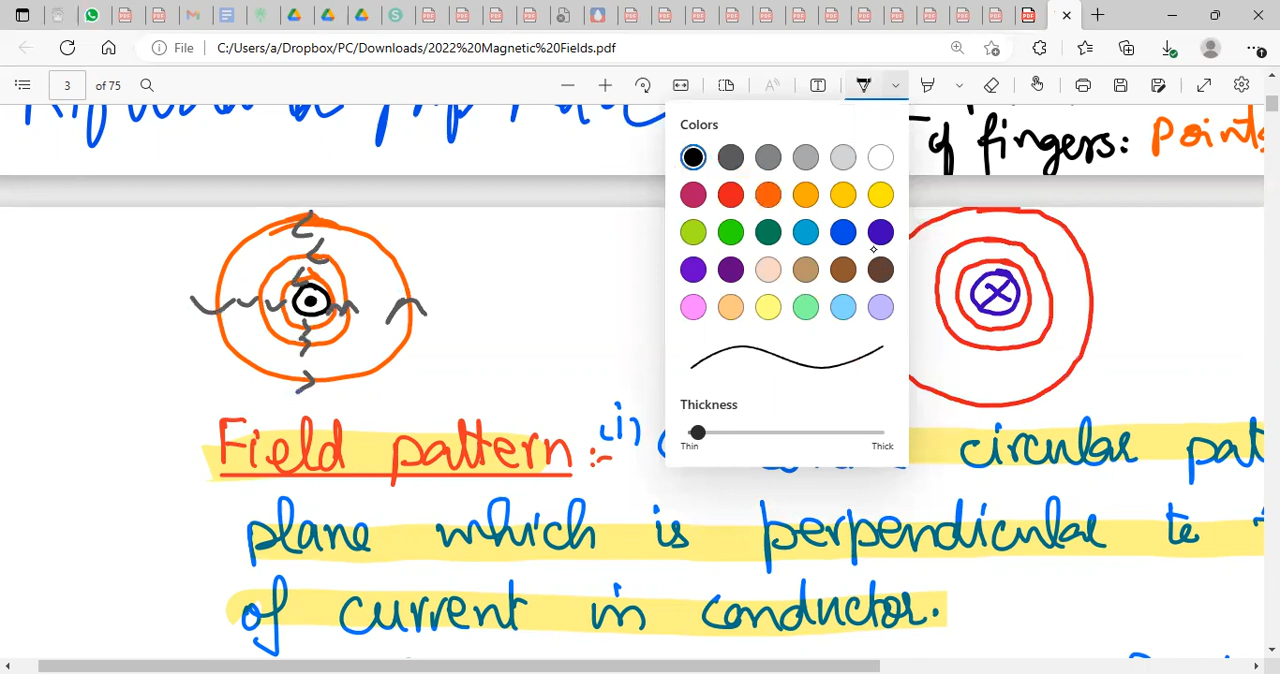 File C:/Users/a/Dropbox/PC/Downloads/2022%20Magnetic%20Fields.pdf
3 of 75
of fingers: Points
Colors
Thickness
Thin Thick
Field pattern :- (i) circular pat
plane which is perpendicular to
of current in conductor.